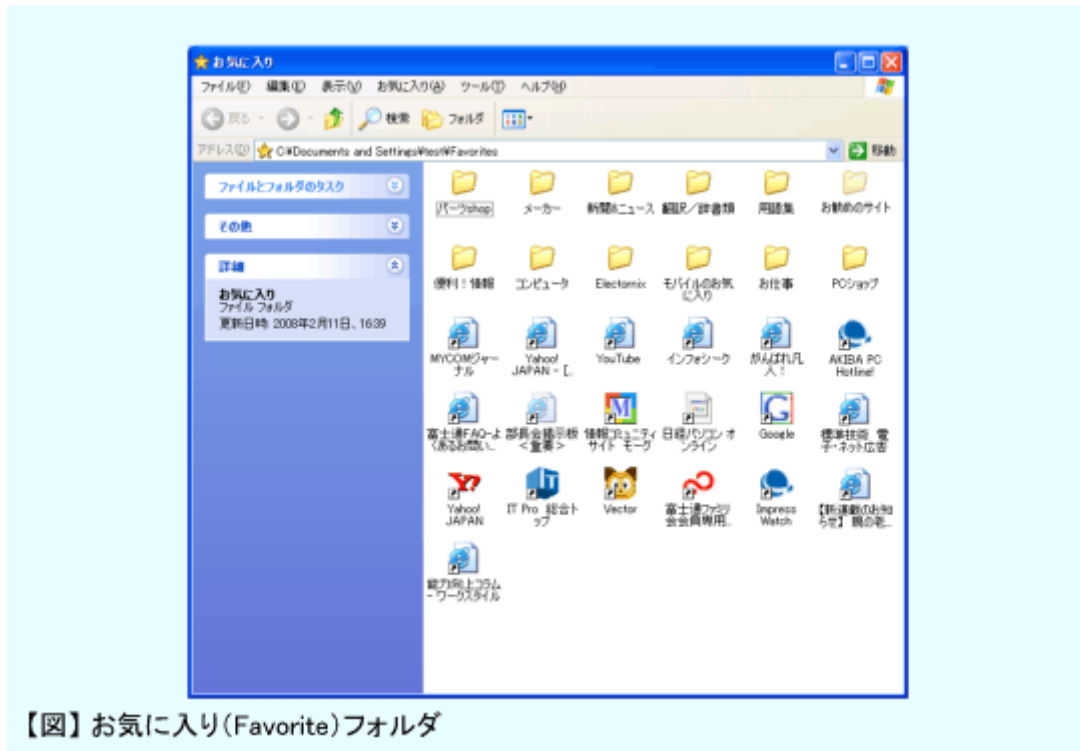 お気に入り
ファイル(F) 編集(E) 表示(V) お気に入り(A) ツール(T) ヘルプ(H)
戻る 検索 フォルダ
アドレス(D) C:¥Documents and Settings¥test¥Favorites 移動
ファイルとフォルダのタスク
その他
詳細
お気に入り
ファイル フォルダ
更新日時: 2008年2月11日、16:39
パーツshop メーカー 新聞&ニュース 翻訳/辞書類 用語集 お勧めのサイト
便利!情報 コンピュータ Electornix モバイルのお気 お仕事 PCショップ
に入り
MYCOMジャー Yahoo! YouTube インフォシーク がんばれ凡 AKIBA PC
ナル JAPAN - [.. 人! Hotline!
富士通FAQ-よ 部長会掲示板 情報コミュニティ 日経パソコン オ Google 標準技術 電
くあるお問い... <重要> サイト モーグ ンライン 子・ネット広告
Yahoo! IT Pro 総合ト Vector 富士通ファミリ Impress
JAPAN ップ 会会員専用... Watch
能力向上コラム
- ワークスタイル
【図】お気に入り(Favorite)フォルダ